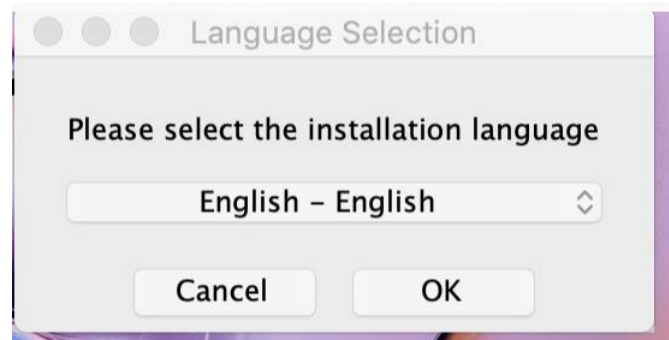 Language Selection
Please select the installation language
English – English
Cancel
OK